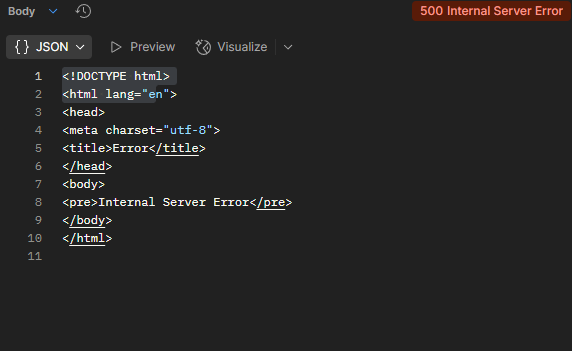 Body
500 Internal Server Error
{} JSON
Preview
Visualize
1 <!DOCTYPE html>
2 <html lang="en">
3 <head>
4 <meta charset="utf-8">
5 <title>Error</title>
6 </head>
7 <body>
8 <pre>Internal Server Error</pre>
9 </body>
10 </html>
11